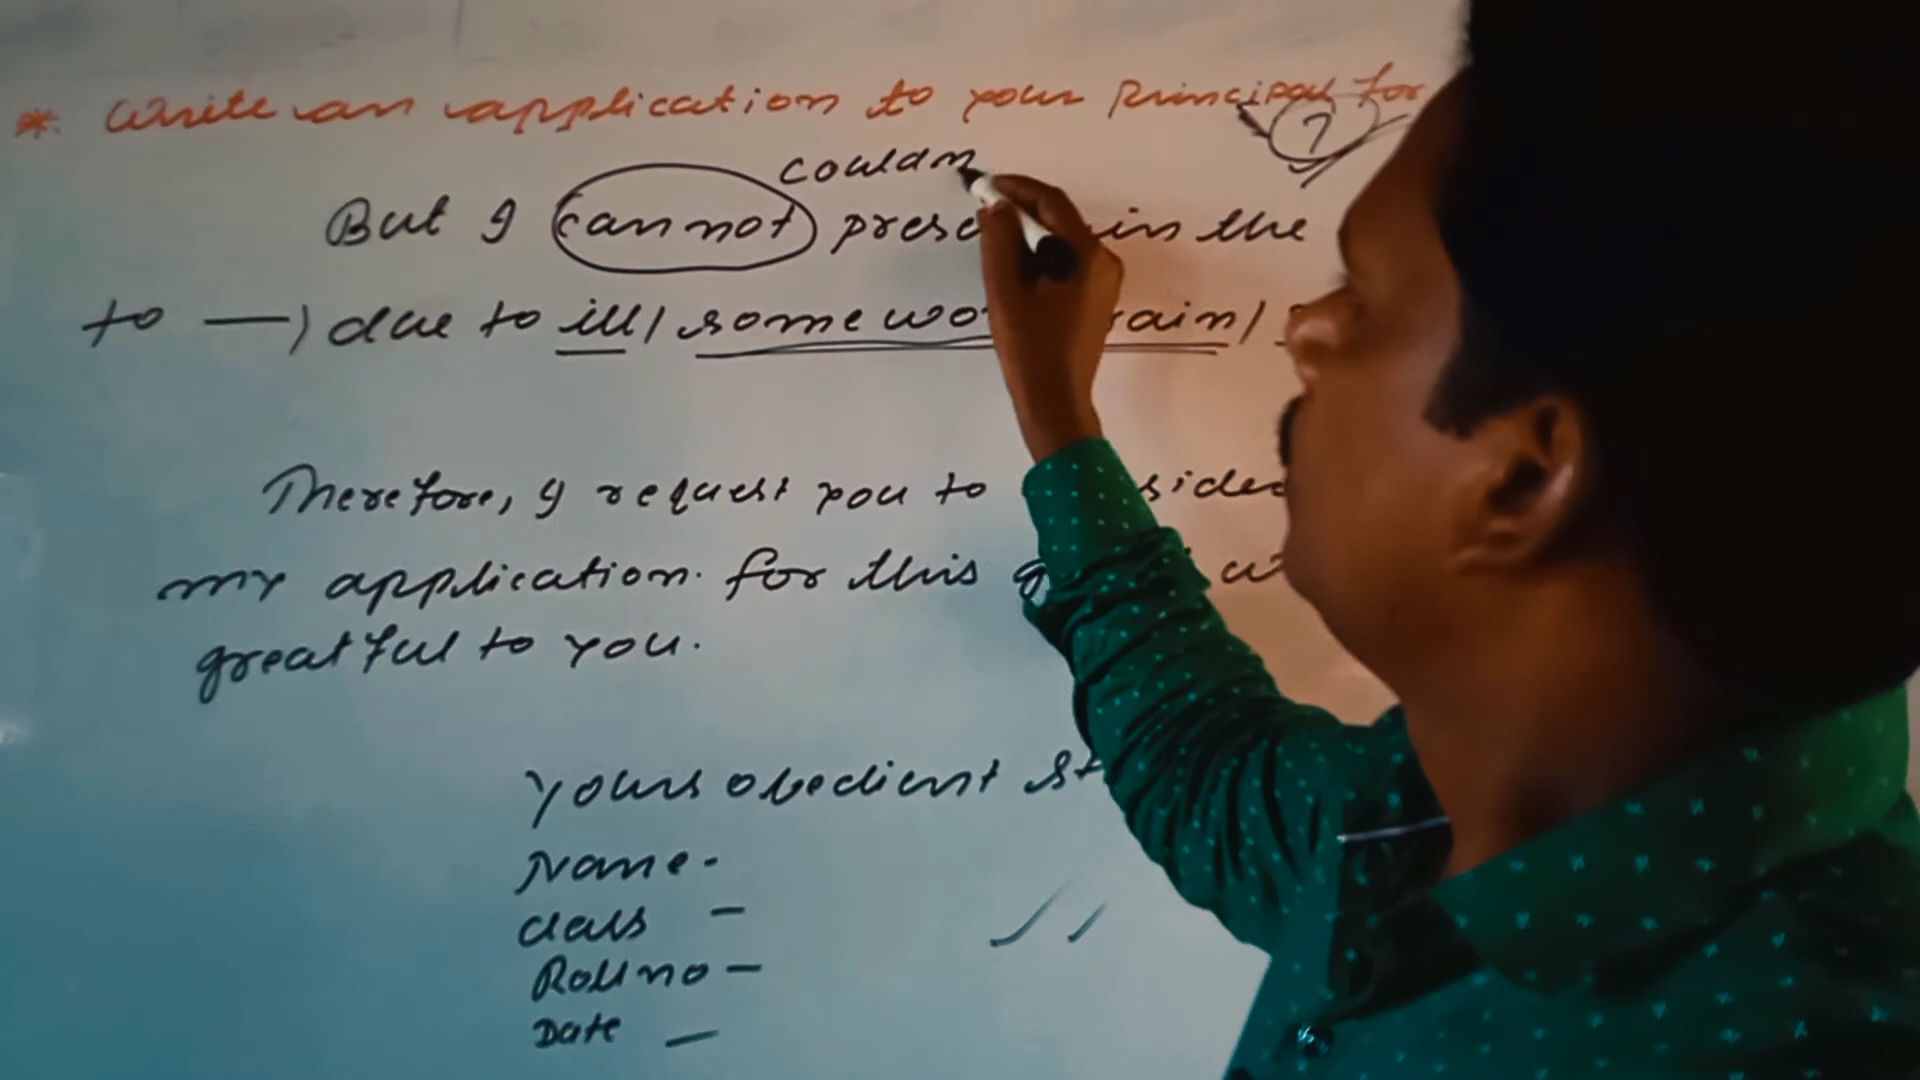 *. Write an application to your Principal for
7
couldn
But I cannot prese in the
to —) due to ill / some wo rain /
Therefore, I request you to sider
my application. for this g
greatful to you.
Yours obedient st
Name -
class -
Roll no -
Date -